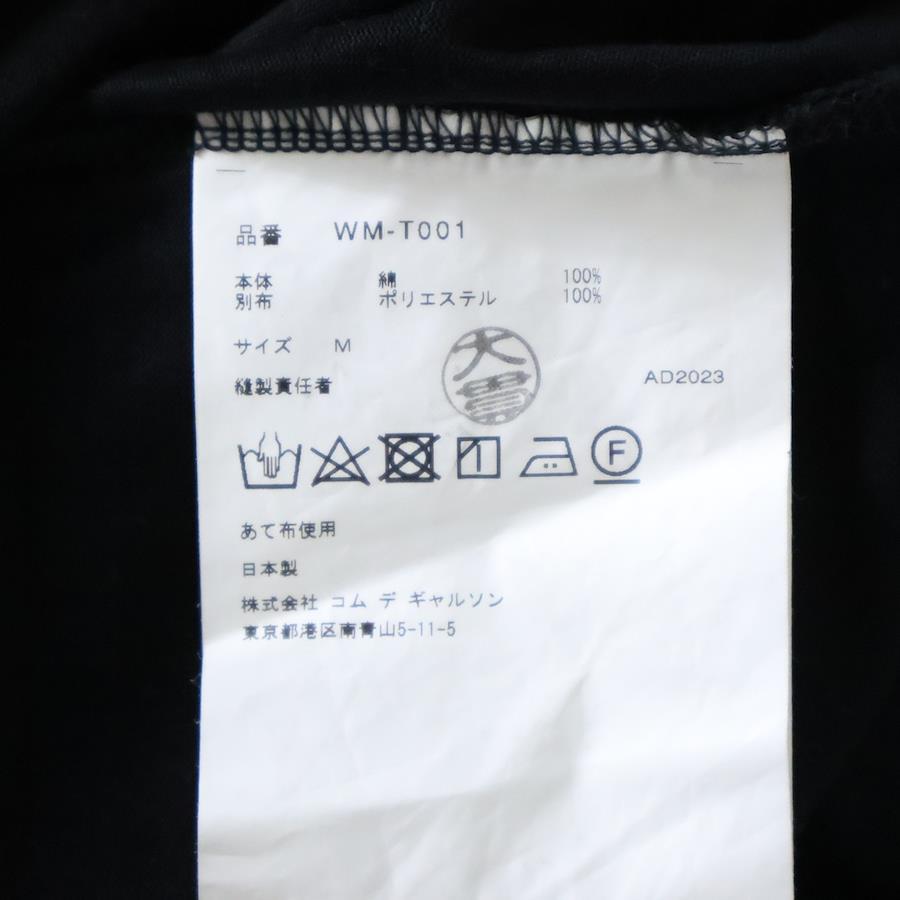 品番 WM-T001
本体 綿 100%
別布 ポリエステル 100%
サイズ M
縫製責任者 大貫 AD2023
F
あて布使用
日本製
株式会社 コム デ ギャルソン
東京都港区南青山5-11-5